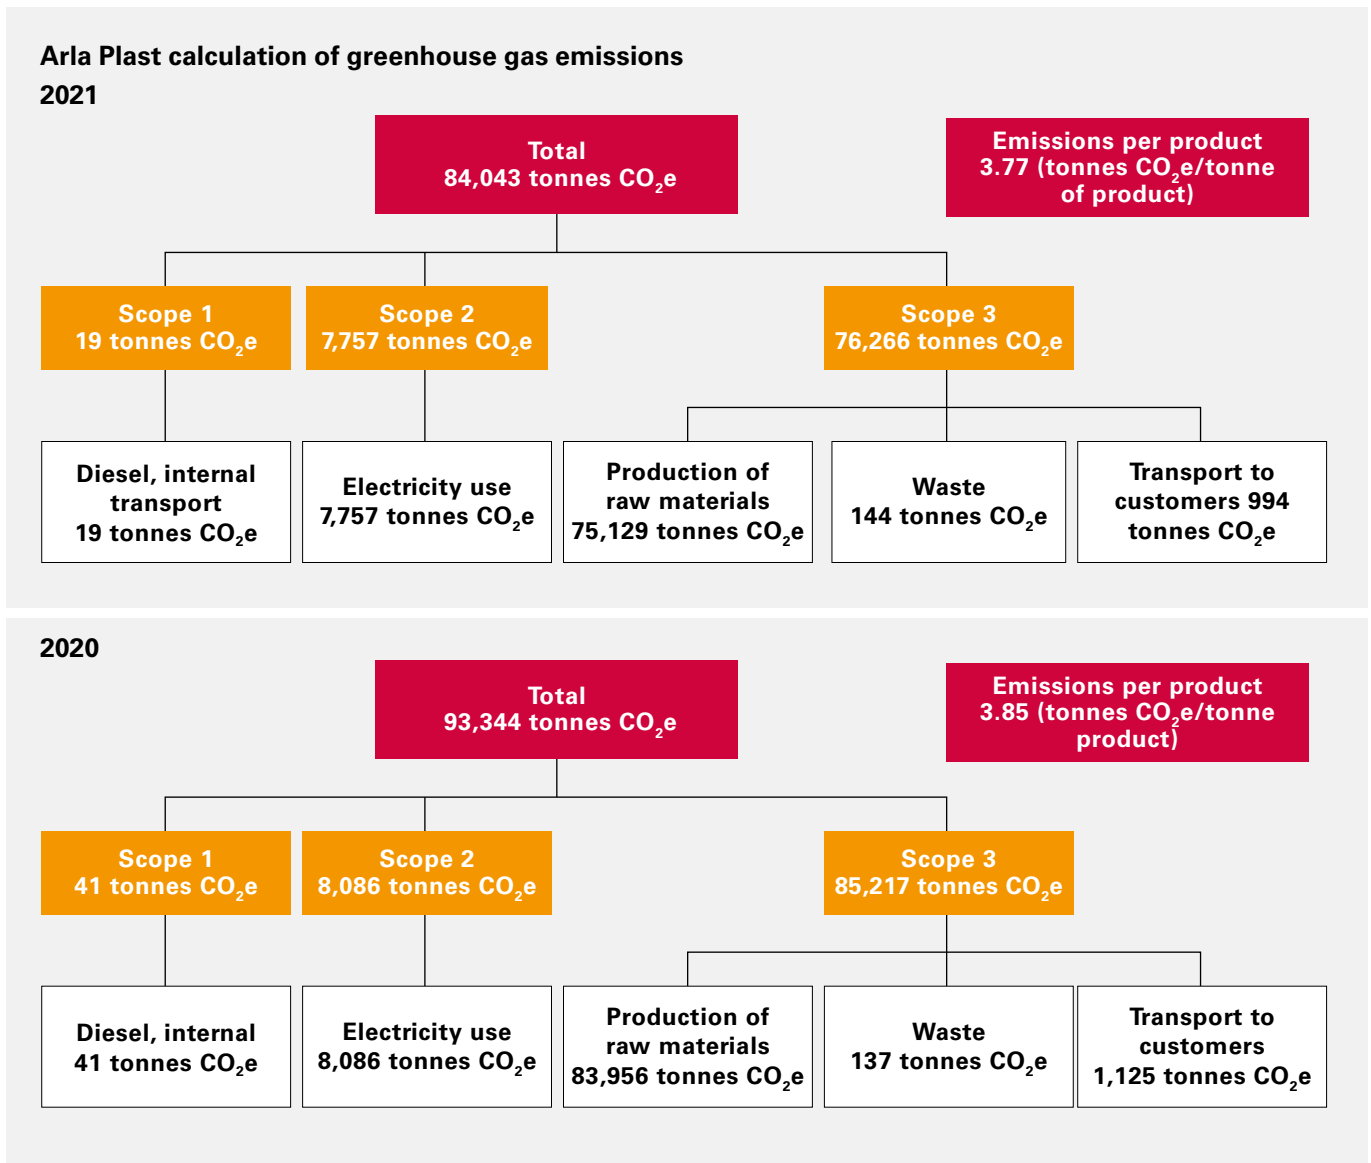 Arla Plast calculation of greenhouse gas emissions
2021
Total
84,043 tonnes CO₂e
Emissions per product
3.77 (tonnes CO₂e/tonne
of product)
Scope 1
19 tonnes CO₂e
Scope 2
7,757 tonnes CO₂e
Scope 3
76,266 tonnes CO₂e
Diesel, internal
transport
19 tonnes CO₂e
Electricity use
7,757 tonnes CO₂e
Production of
raw materials
75,129 tonnes CO₂e
Waste
144 tonnes CO₂e
Transport to
customers 994
tonnes CO₂e
2020
Total
93,344 tonnes CO₂e
Emissions per product
3.85 (tonnes CO₂e/tonne
product)
Scope 1
41 tonnes CO₂e
Scope 2
8,086 tonnes CO₂e
Scope 3
85,217 tonnes CO₂e
Diesel, internal
41 tonnes CO₂e
Electricity use
8,086 tonnes CO₂e
Production of
raw materials
83,956 tonnes CO₂e
Waste
137 tonnes CO₂e
Transport to
customers
1,125 tonnes CO₂e